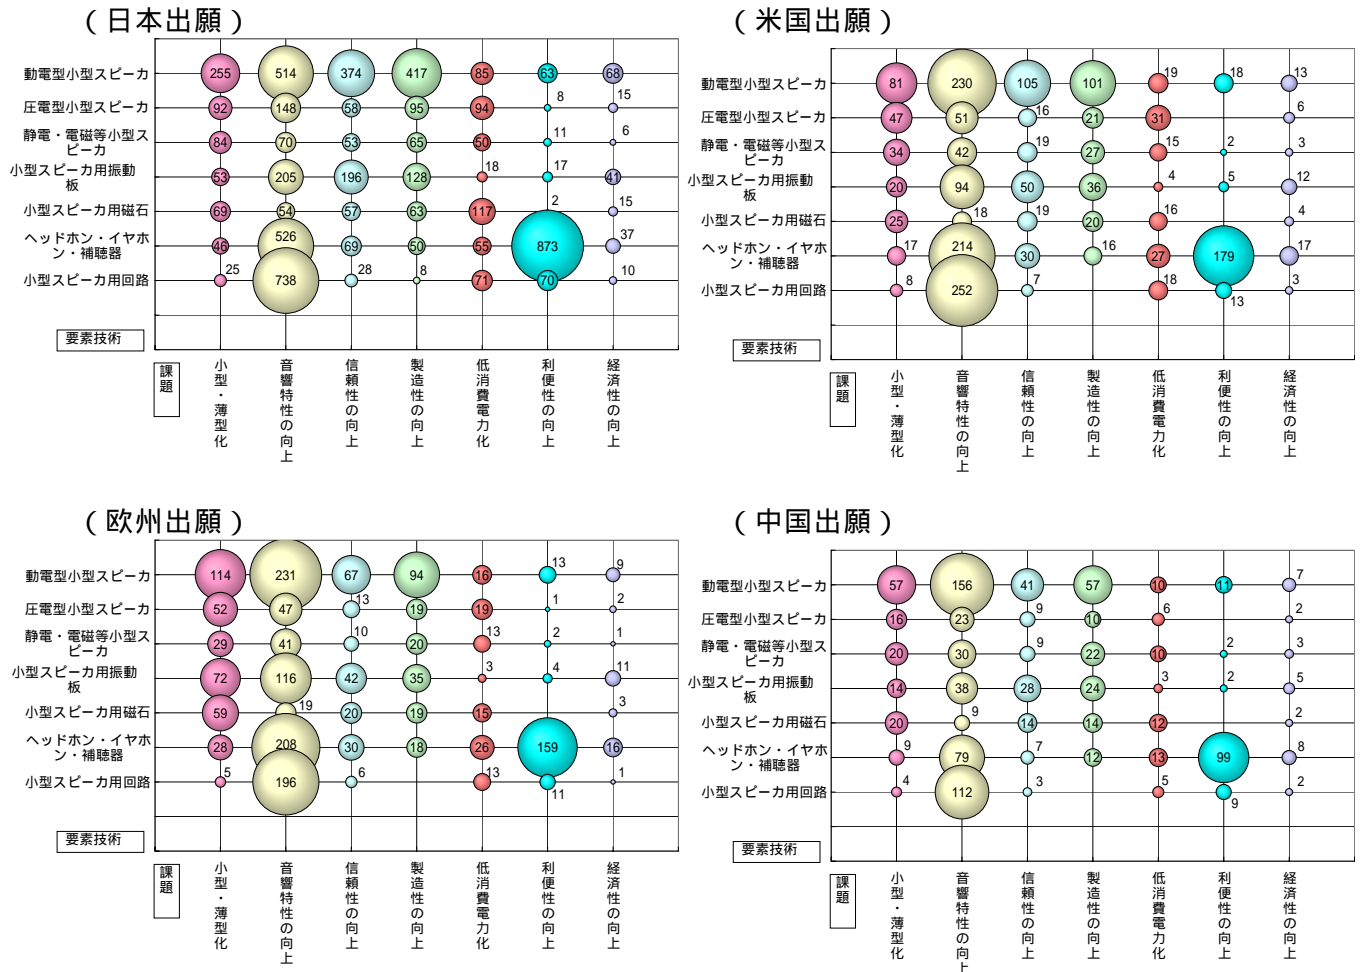 （日本出願）
動電型小型スピーカ 255 514 374 417 85 63 68
圧電型小型スピーカ 92 148 58 95 94 8 15
静電・電磁等小型ス
ピーカ 84 70 53 65 50 11 6
小型スピーカ用振動
板 53 205 196 128 18 17 41
小型スピーカ用磁石 69 54 57 63 117 2 15
ヘッドホン・イヤホ
ン・補聴器 46 526 69 50 55 873 37
小型スピーカ用回路 25 738 28 8 71 70 10
要素技術
課題
小型・薄型化
音響特性の向上
信頼性の向上
製造性の向上
低消費電力化
利便性の向上
経済性の向上
（米国出願）
動電型小型スピーカ 81 230 105 101 19 18 13
圧電型小型スピーカ 47 51 16 21 31 6
静電・電磁等小型ス
ピーカ 34 42 19 27 15 2 3
小型スピーカ用振動
板 20 94 50 36 4 5 12
小型スピーカ用磁石 25 18 19 20 16 4
ヘッドホン・イヤホ
ン・補聴器 17 214 30 16 27 179 17
小型スピーカ用回路 8 252 7 18 13 3
要素技術
課題
小型・薄型化
音響特性の向上
信頼性の向上
製造性の向上
低消費電力化
利便性の向上
経済性の向上
（欧州出願）
動電型小型スピーカ 114 231 67 94 16 13 9
圧電型小型スピーカ 52 47 13 19 19 1 2
静電・電磁等小型ス
ピーカ 29 41 10 20 13 2 1
小型スピーカ用振動
板 72 116 42 35 3 4 11
小型スピーカ用磁石 59 19 20 19 15 3
ヘッドホン・イヤホ
ン・補聴器 28 208 30 18 26 159 16
小型スピーカ用回路 5 196 6 13 11 1
要素技術
課題
小型・薄型化
音響特性の向上
信頼性の向上
製造性の向上
低消費電力化
利便性の向上
経済性の向上
（中国出願）
動電型小型スピーカ 57 156 41 57 10 11 7
圧電型小型スピーカ 16 23 9 10 6 2
静電・電磁等小型ス
ピーカ 20 30 9 22 10 2 3
小型スピーカ用振動
板 14 38 28 24 3 2 5
小型スピーカ用磁石 20 9 14 14 12 2
ヘッドホン・イヤホ
ン・補聴器 9 79 7 12 13 99 8
小型スピーカ用回路 4 112 3 5 9 2
要素技術
課題
小型・薄型化
音響特性の向上
信頼性の向上
製造性の向上
低消費電力化
利便性の向上
経済性の向上